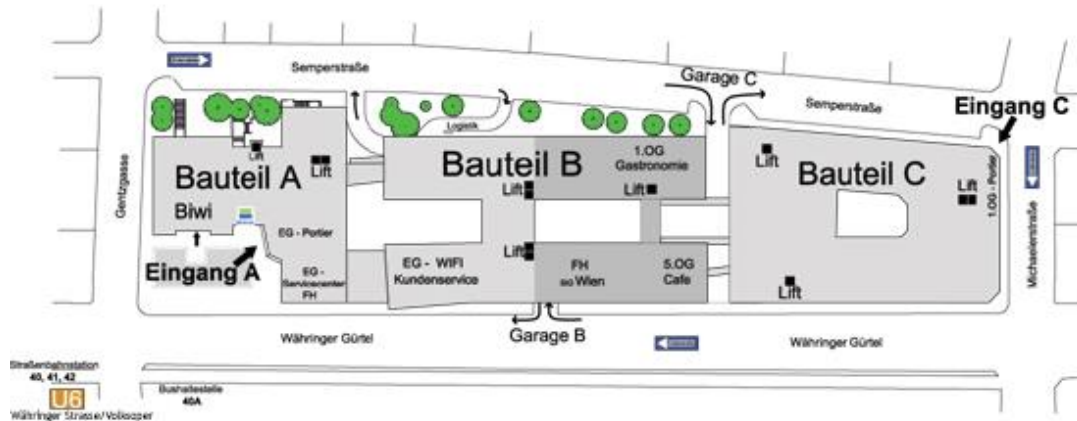 Semperstraße
Garage C
Semperstraße
Eingang C
Logistik
Gentzgasse
Lift
Lift
Bauteil A
Biwi
EG - Portier
Eingang A
EG -
Servicecenter
FH
Bauteil B
1.OG
Gastronomie
Lift
Lift
Lift
EG - WIFI
Kundenservice
FH
Wien
5.OG
Cafe
Bauteil C
Lift
Lift
Lift
1.OG - Portier
Michaelerstraße
Währinger Gürtel
Garage B
Währinger Gürtel
Straßenbahnstation
40, 41, 42
U6
Währinger Strasse/Volksoper
Bushaltestelle
40A